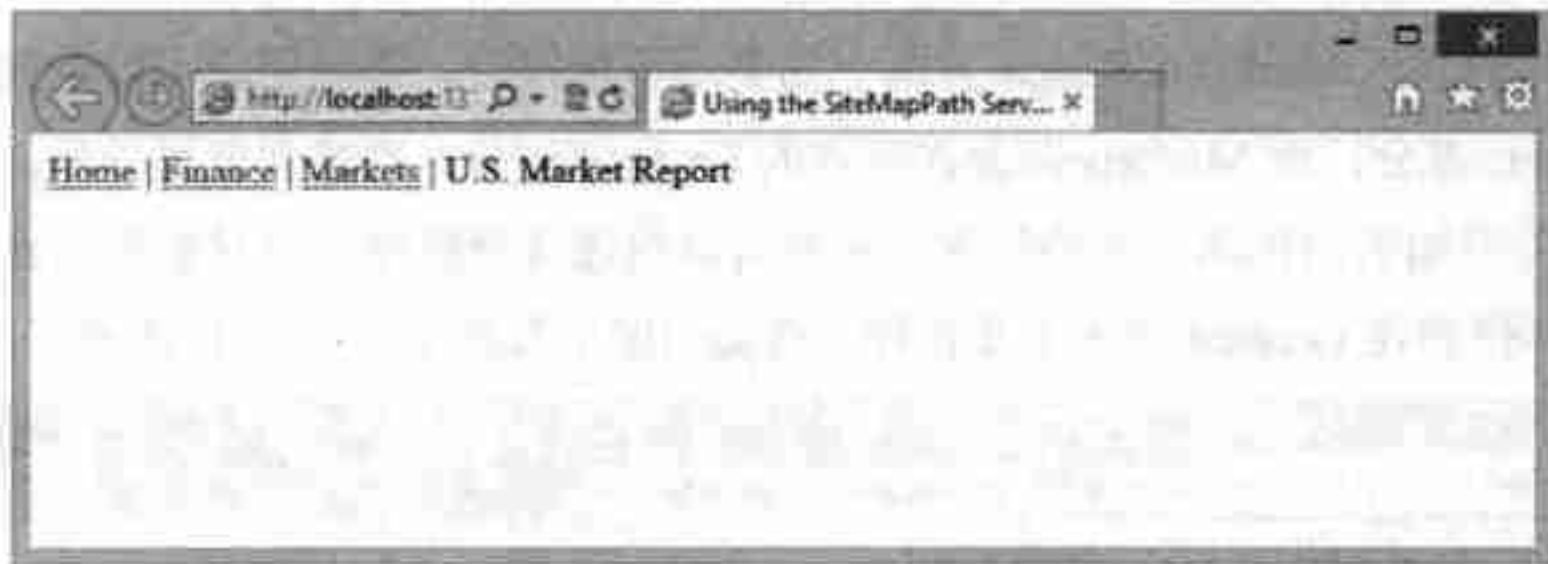 http://localhost:13
Using the SiteMapPath Serv...
Home | Finance | Markets | U.S. Market Report